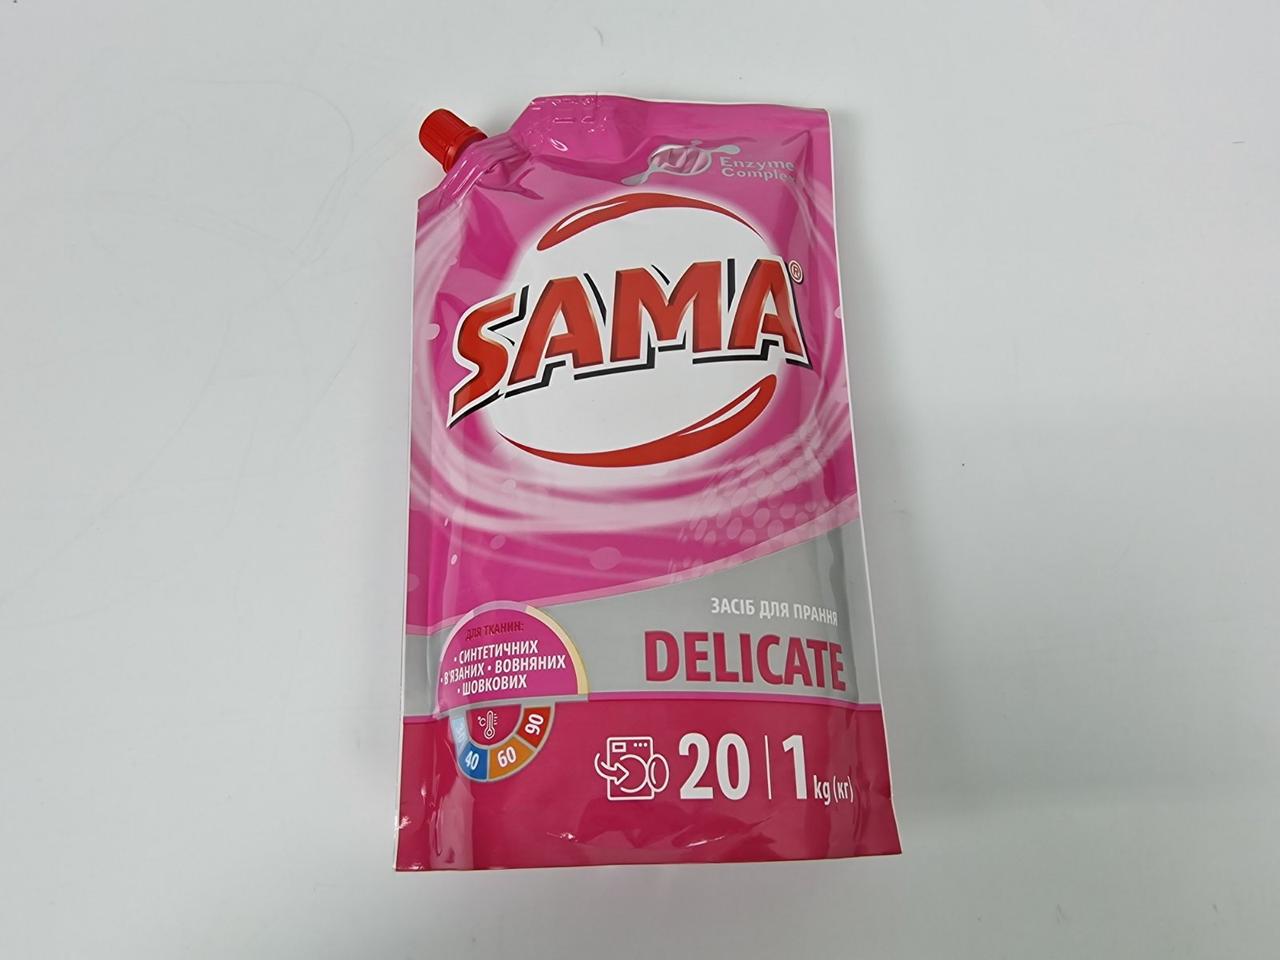 Enzyme
Complex
SAMA®
ЗАСІБ ДЛЯ ПРАННЯ
DELICATE
ДЛЯ ТКАНИН:
• СИНТЕТИЧНИХ
• В'ЯЗАНИХ • ВОВНЯНИХ
• ШОВКОВИХ
°C
30 40 60 90
20 | 1 kg (кг)